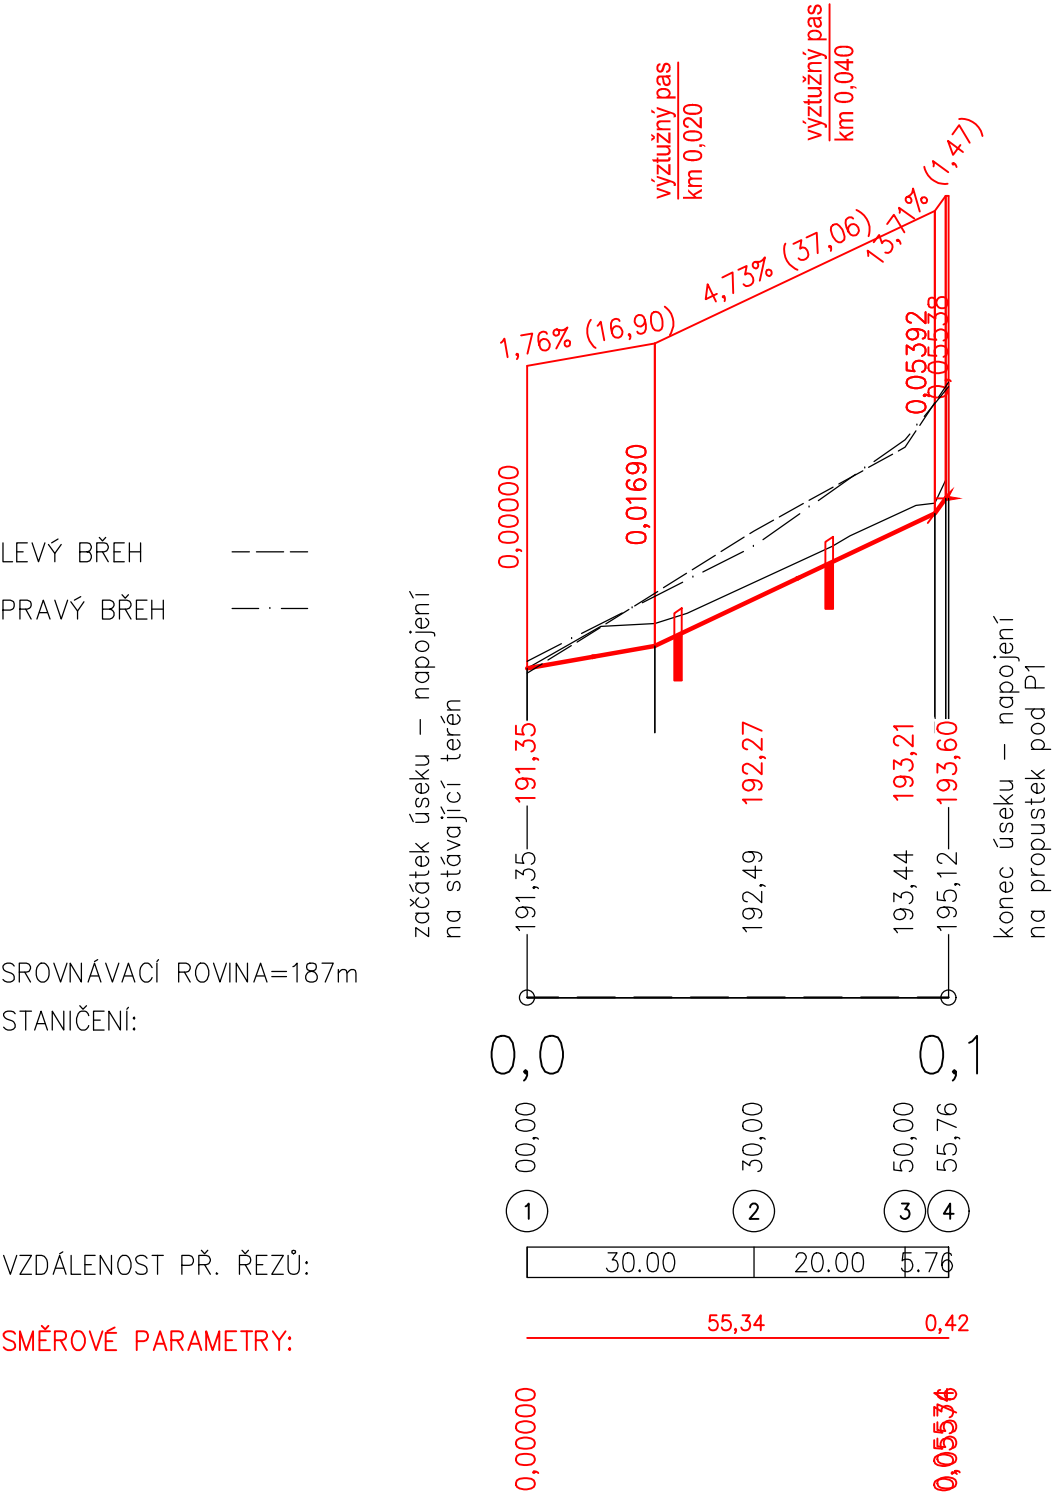 výztužný pas
km 0,040
výztužný pas
km 0,020
1,76% (16,90)
4,73% (37,06)
13,71% (1,47)
0,00000
0,01690
0,05392
0,05538
LEVÝ BŘEH
PRAVÝ BŘEH
začátek úseku – napojení
na stávající terén
konec úseku – napojení
na propustek pod P1
191,35
192,27
193,21
193,60
191,35
192,49
193,44
195,12
SROVNÁVACÍ ROVINA=187m
STANIČENÍ:
0,0
0,1
00,00
30,00
50,00
55,76
1
2
3
4
VZDÁLENOST PŘ. ŘEZŮ:
30.00
20.00
5.76
SMĚROVÉ PARAMETRY:
55,34
0,42
0,00000